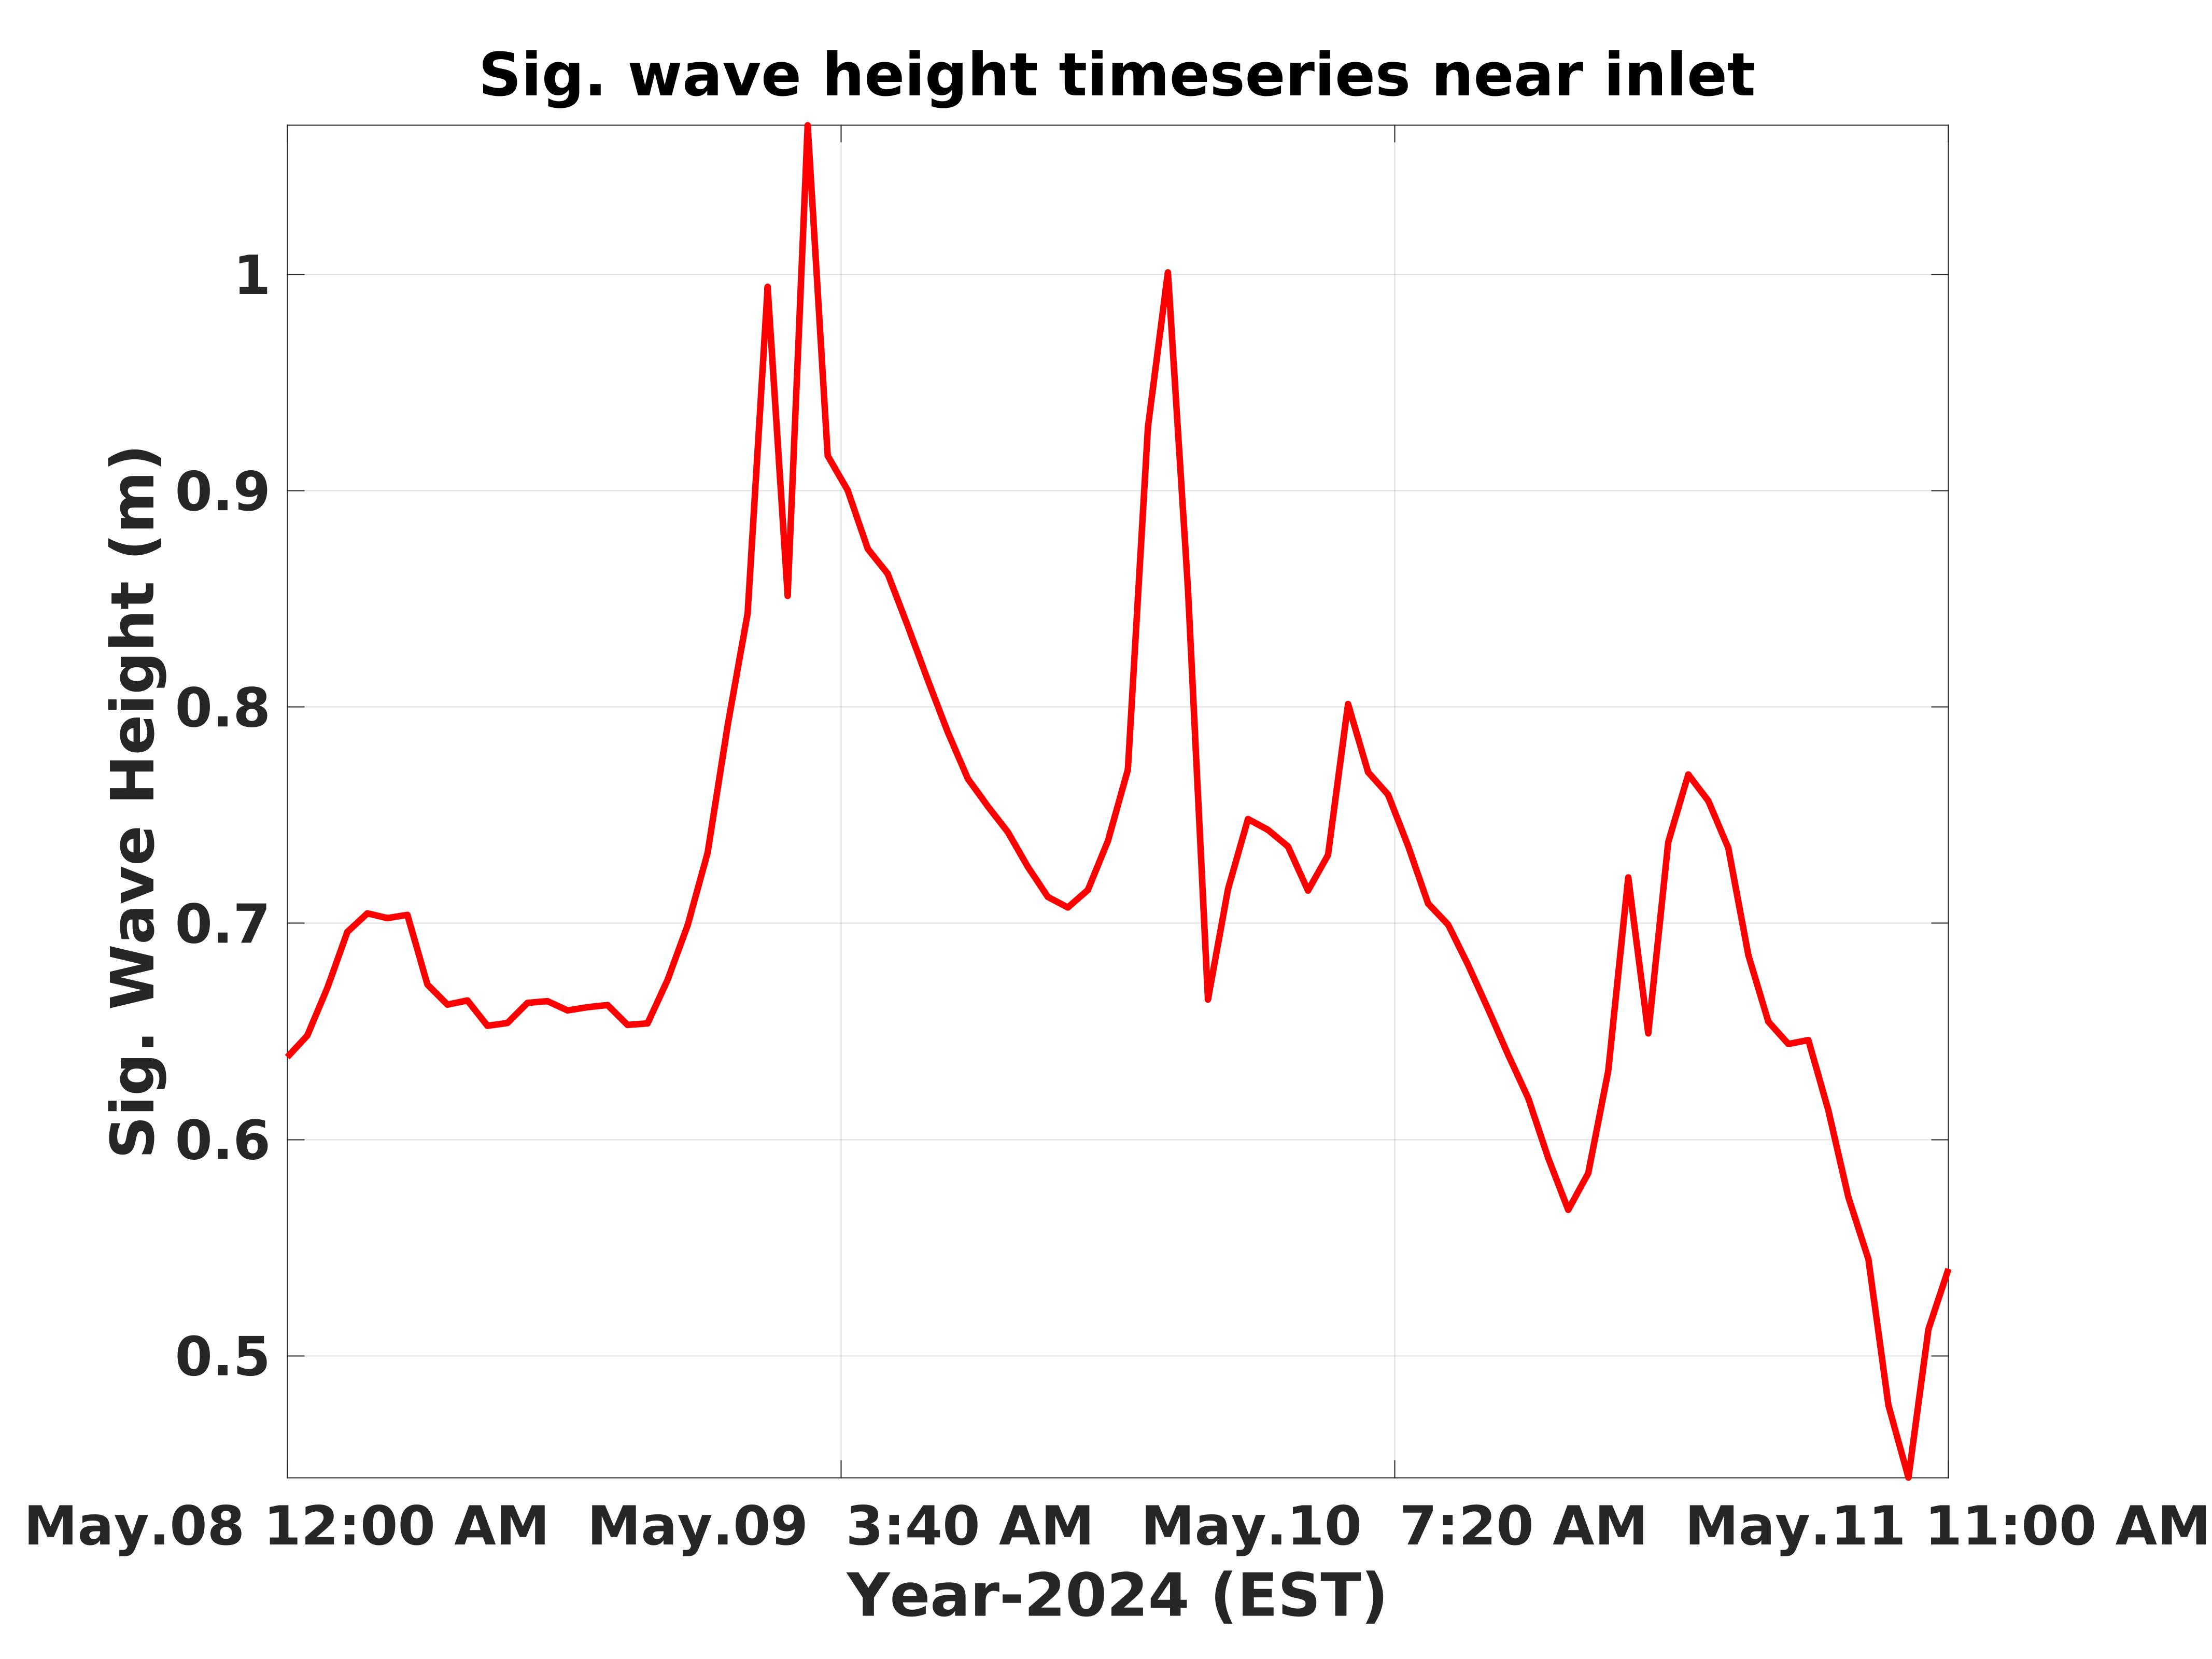 Sig. wave height timeseries near inlet
Sig. Wave Height (m)
1
0.9
0.8
0.7
0.6
0.5
May.08 12:00 AM May.09 3:40 AM May.10 7:20 AM May.11 11:00 AM
Year-2024 (EST)